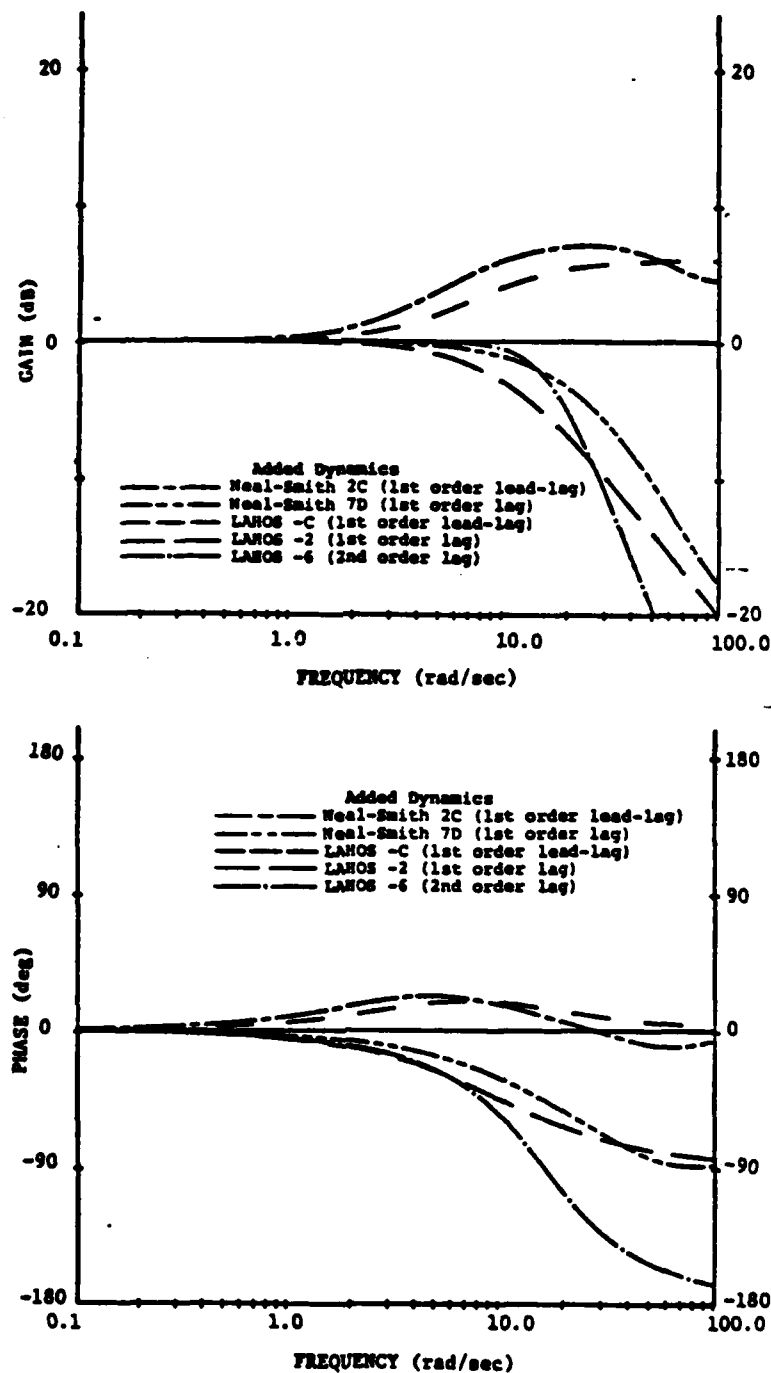 20
20
GAIN (dB)
0
0
Added Dynamics
Neal-Smith 2C (1st order lead-lag)
Neal-Smith 7D (1st order lag)
LAHOS -C (1st order lead-lag)
LAHOS -2 (1st order lag)
LAHOS -6 (2nd order lag)
-20
-20
0.1
1.0
10.0
100.0
FREQUENCY (rad/sec)
180
180
Added Dynamics
Neal-Smith 2C (1st order lead-lag)
Neal-Smith 7D (1st order lag)
LAHOS -C (1st order lead-lag)
LAHOS -2 (1st order lag)
LAHOS -6 (2nd order lag)
90
90
PHASE (deg)
0
0
-90
-90
-180
-180
0.1
1.0
10.0
100.0
FREQUENCY (rad/sec)